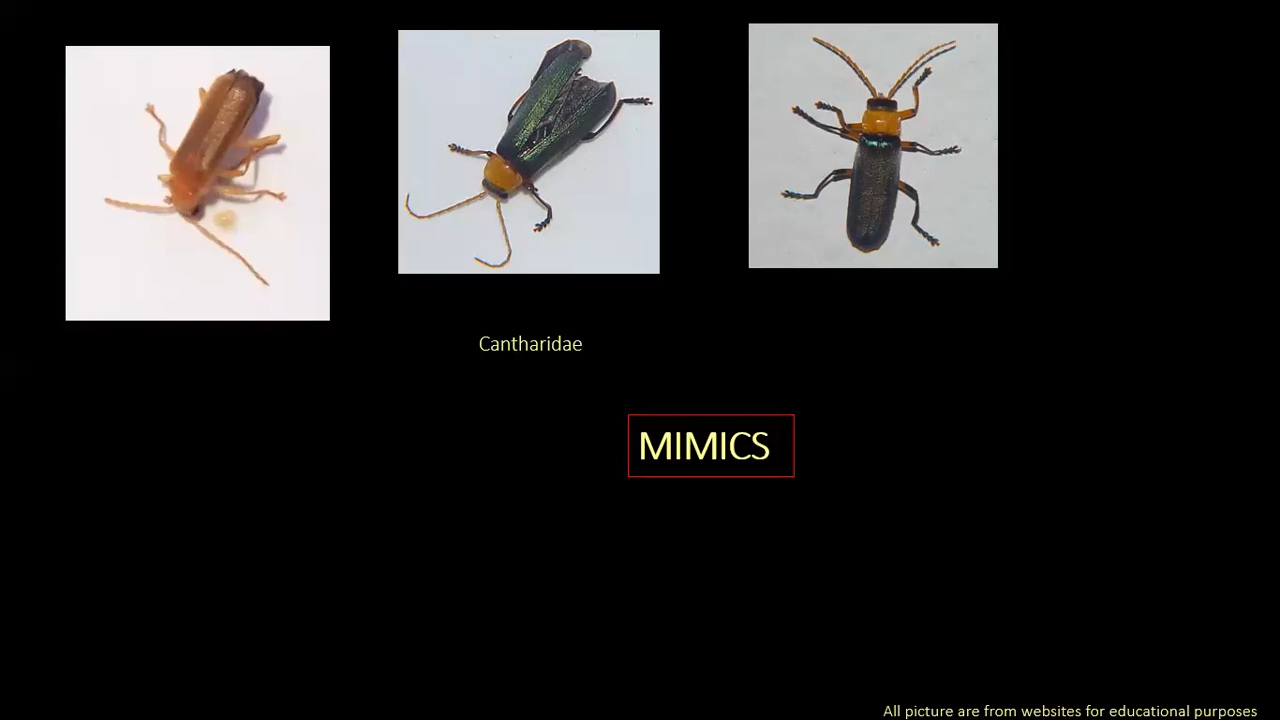 Cantharidae
MIMICS
All picture are from websites for educational purposes